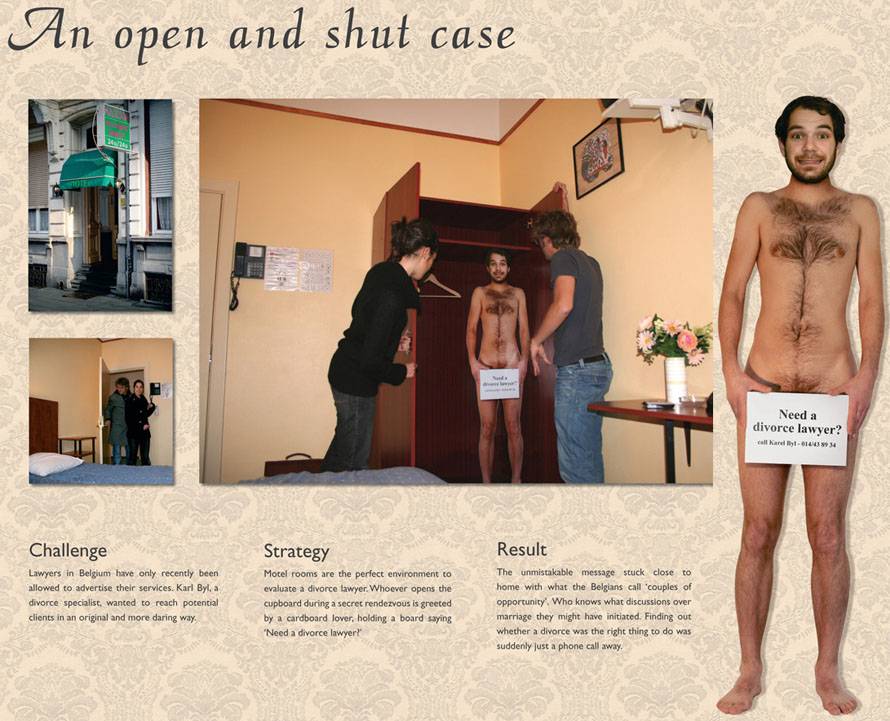 An open and shut case
Need a
divorce lawyer?
Need a
divorce lawyer?
call Karel Byl - 014/43 89 34
Challenge
Lawyers in Belgium have only recently been
allowed to advertise their services. Karl Byl, a
divorce specialist, wanted to reach potential
clients in an original and more daring way.
Strategy
Motel rooms are the perfect environment to
evaluate a divorce lawyer. Whoever opens the
cupboard during a secret rendezvous is greeted
by a cardboard lover, holding a board saying
'Need a divorce lawyer?'
Result
The unmistakable message stuck close to
home with what the Belgians call 'couples of
opportunity'. Who knows what discussions over
marriage they might have initiated. Finding out
whether a divorce was the right thing to do was
suddenly just a phone call away.